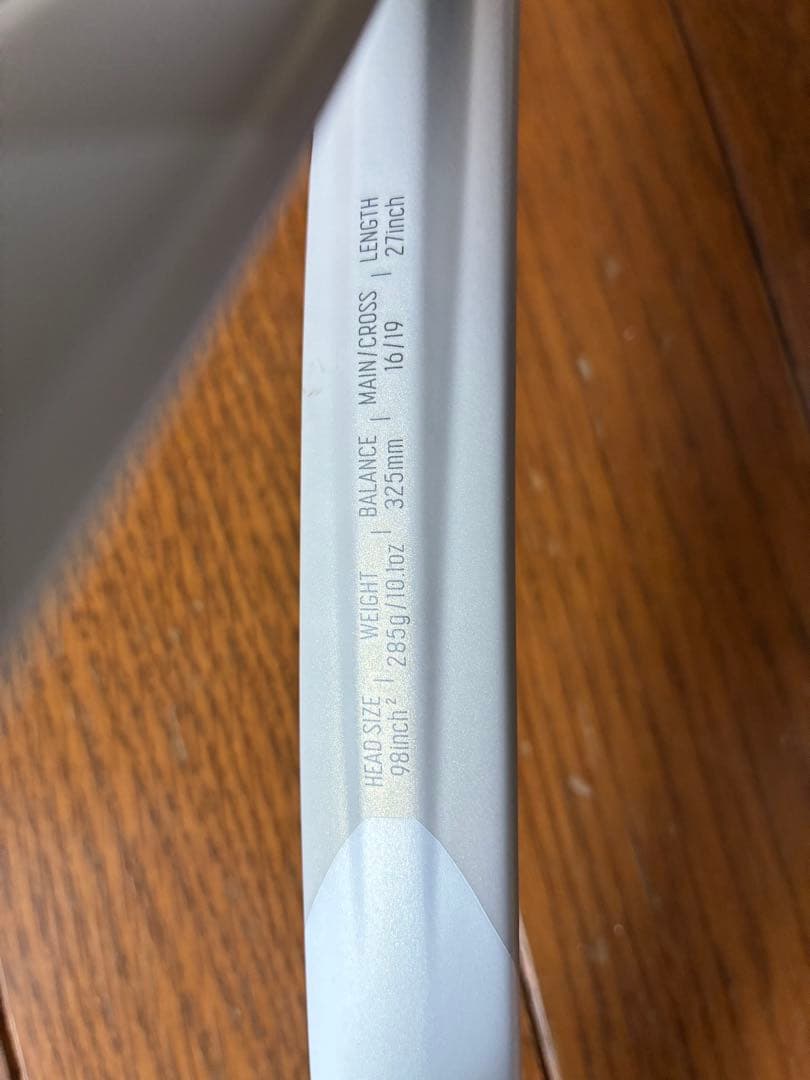 HEAD SIZE | WEIGHT | BALANCE | MAIN/CROSS | LENGTH
98inch² | 285g/10.1oz | 325mm | 16/19 | 27inch